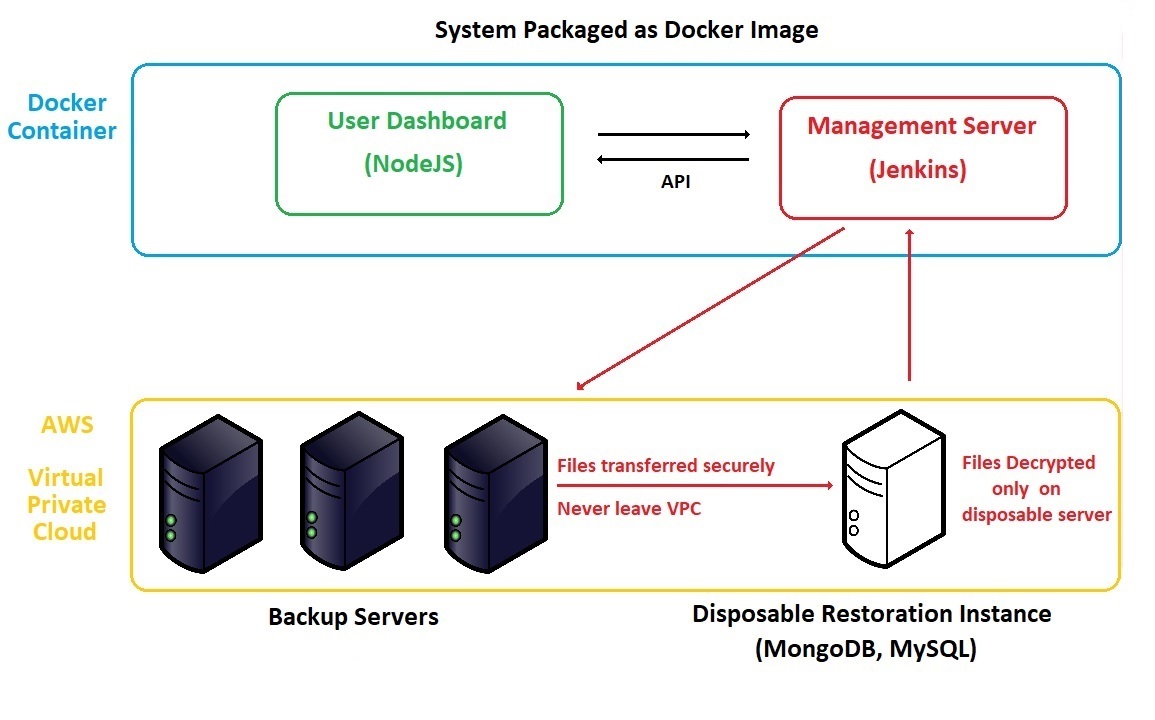 System Packaged as Docker Image
Docker
Container
User Dashboard
(NodeJS)
API
Management Server
(Jenkins)
AWS
Virtual
Private
Cloud
Files transferred securely
Never leave VPC
Files Decrypted
only on
disposable server
Backup Servers
Disposable Restoration Instance
(MongoDB, MySQL)